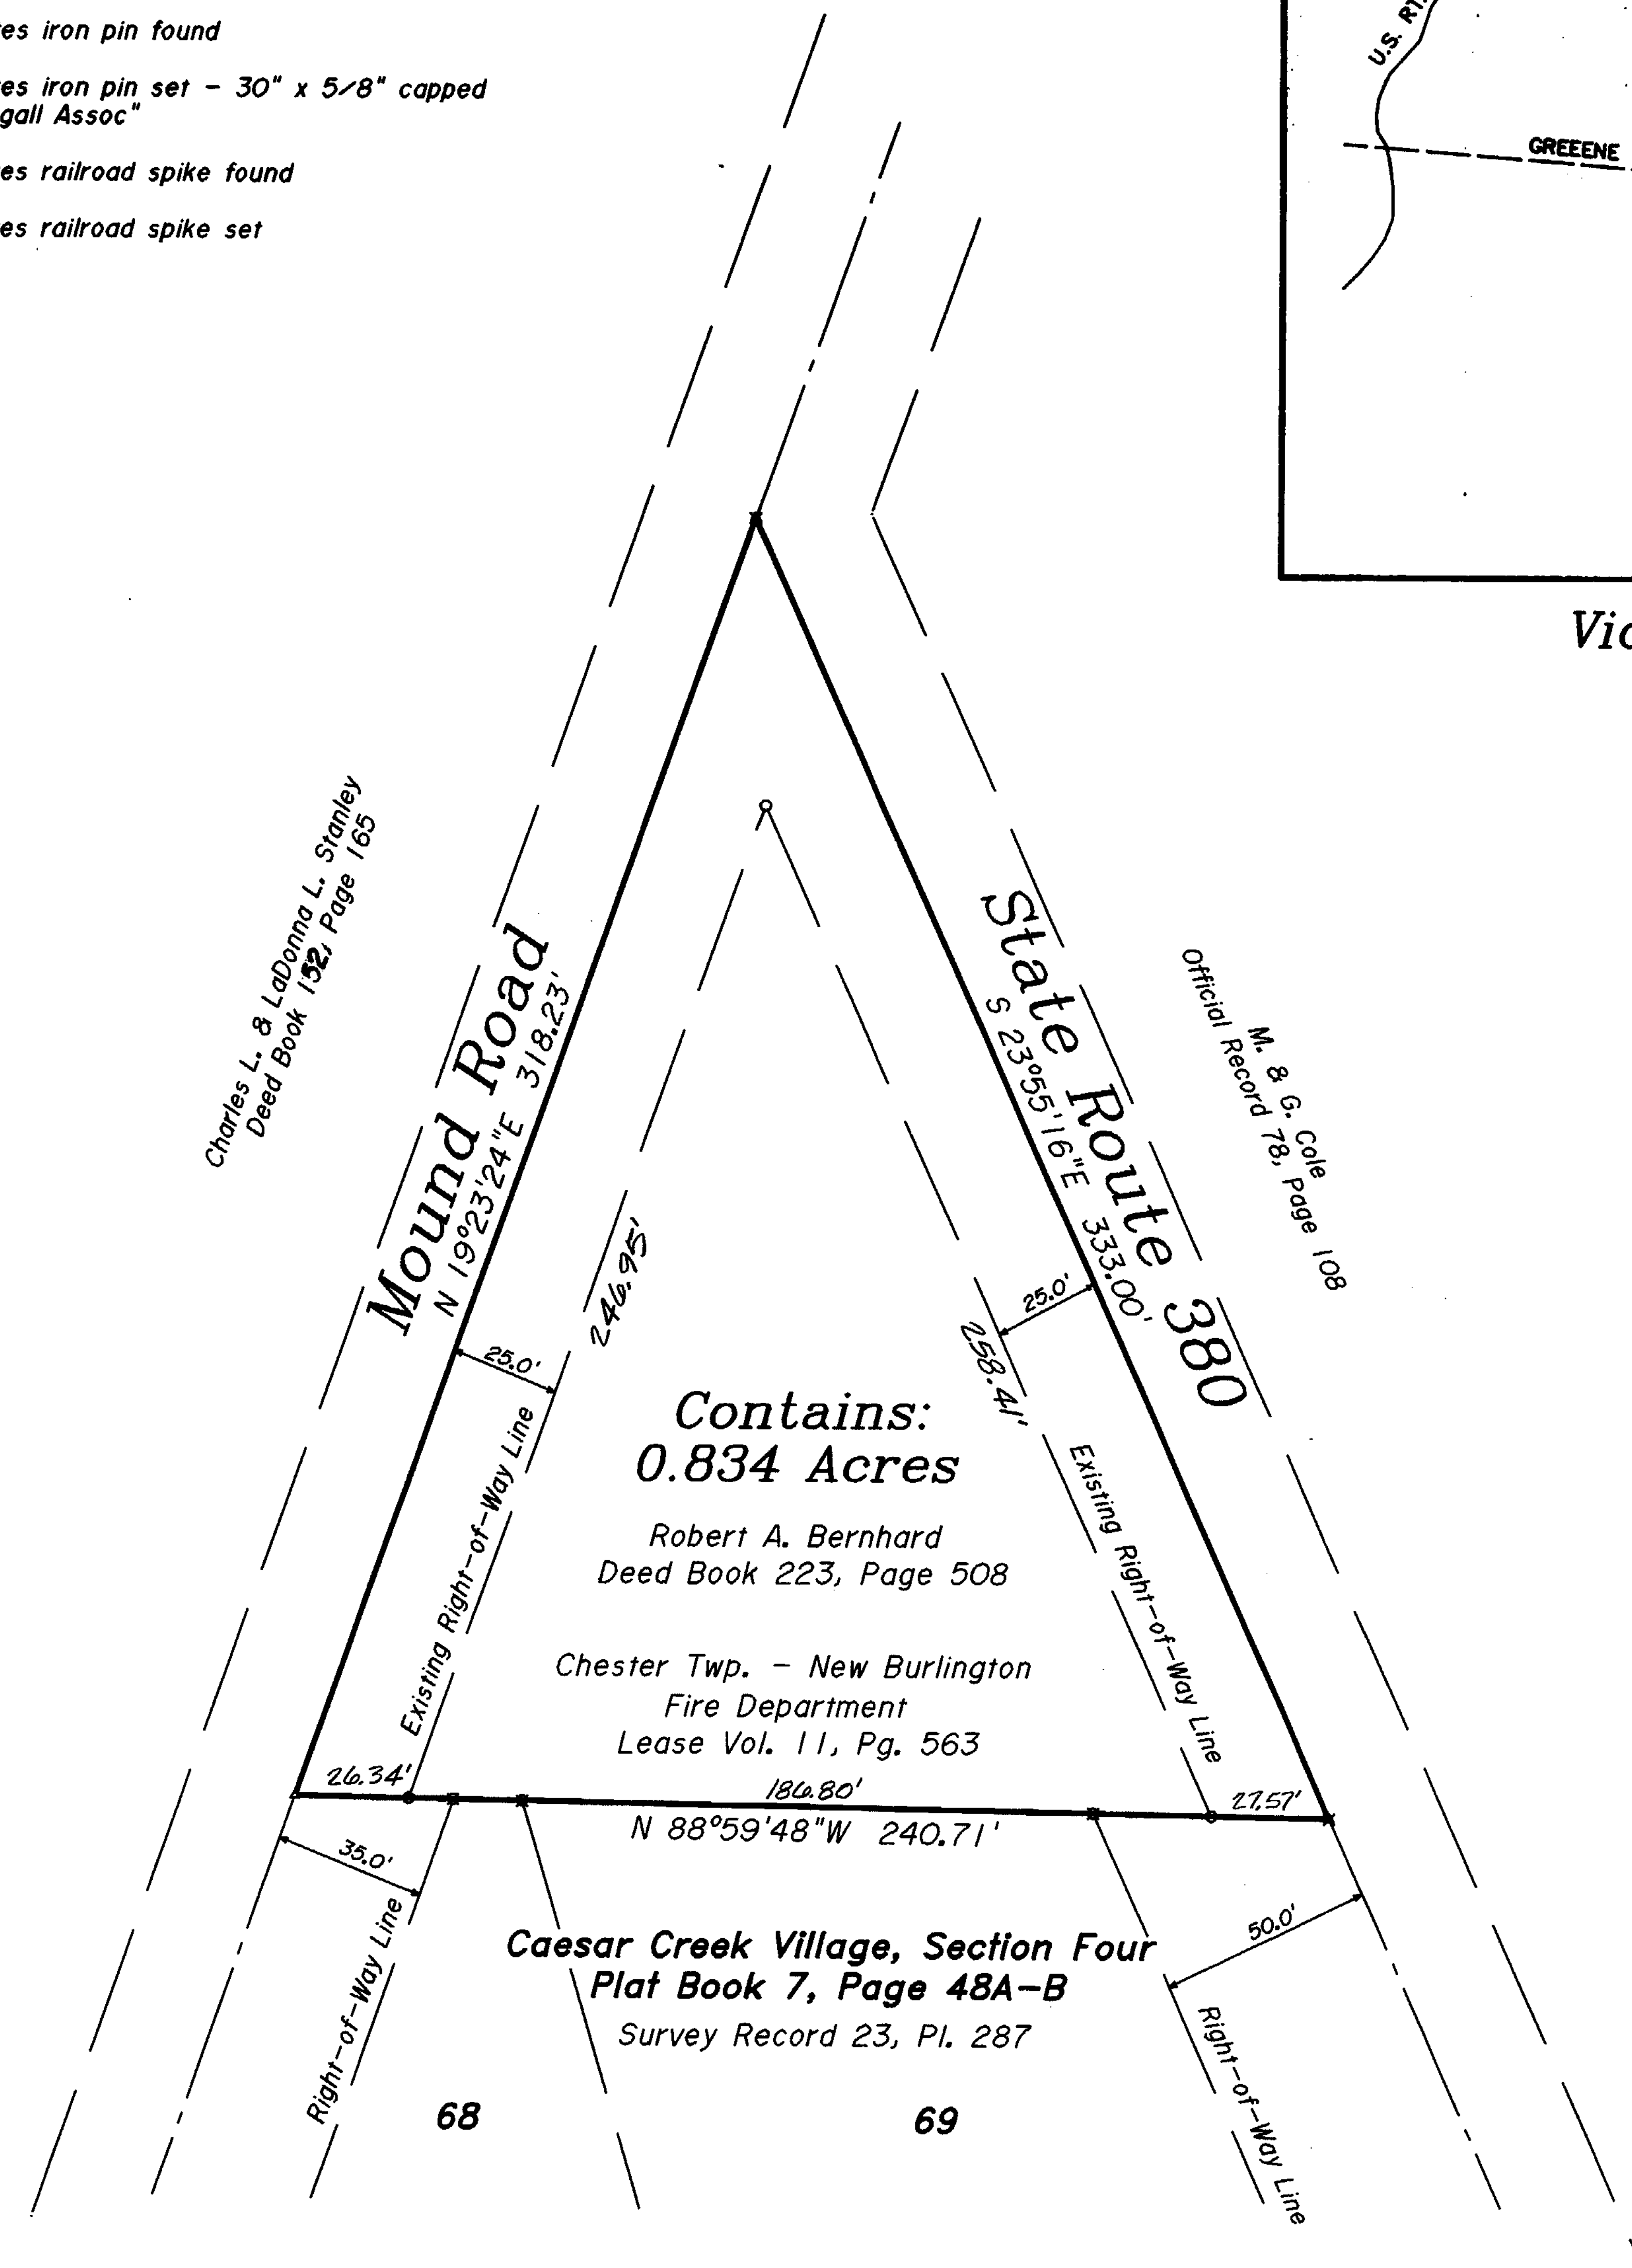 es iron pin found
es iron pin set - 30" x 5/8" capped
gall Assoc"
es railroad spike found
es railroad spike set
U.S. RT.
GREEENE
Vic
Charles L. & LaDonna L. Stanley
Deed Book 152, Page 165
Mound Road
N 19°23'24"E 318.23'
State Route 380
S 23°55'16"E 333.00'
M. & G. Cole
Official Record 78, Page 108
246.95'
25.0'
25.0'
258.41'
Existing Right-of-Way Line
Existing Right-of-Way Line
Contains:
0.834 Acres
Robert A. Bernhard
Deed Book 223, Page 508
Chester Twp. - New Burlington
Fire Department
Lease Vol. 11, Pg. 563
26.34'
186.80'
27.57'
N 88°59'48"W 240.71'
35.0'
50.0'
Right-of-Way Line
Caesar Creek Village, Section Four
Plat Book 7, Page 48A-B
Survey Record 23, Pl. 287
Right-of-Way Line
68
69